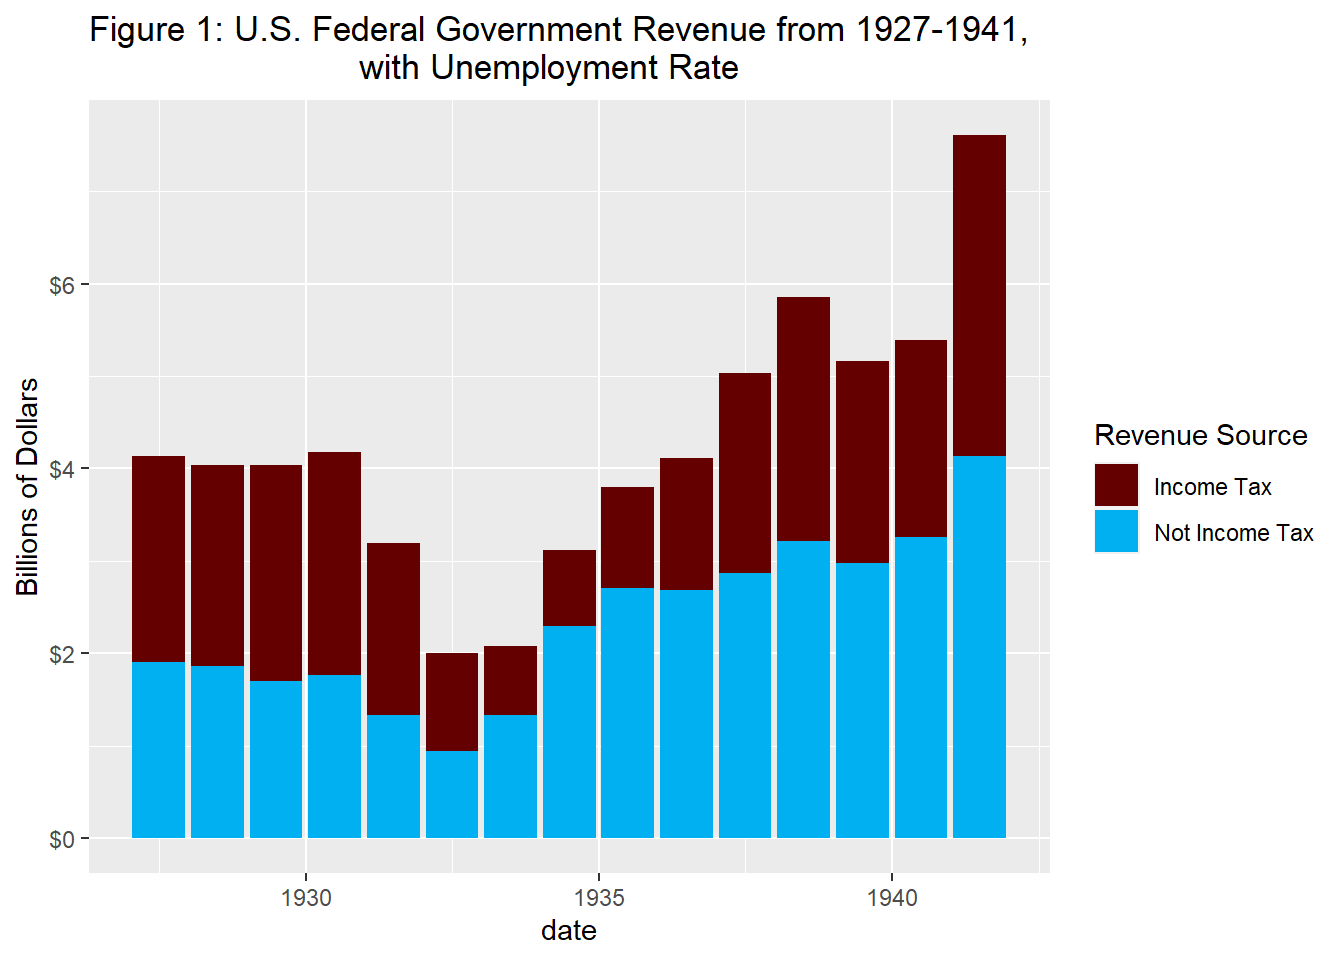 Figure 1: U.S. Federal Government Revenue from 1927-1941,
with Unemployment Rate
Billions of Dollars
$6
$4
$2
$0
1930
1935
1940
date
Revenue Source
Income Tax
Not Income Tax